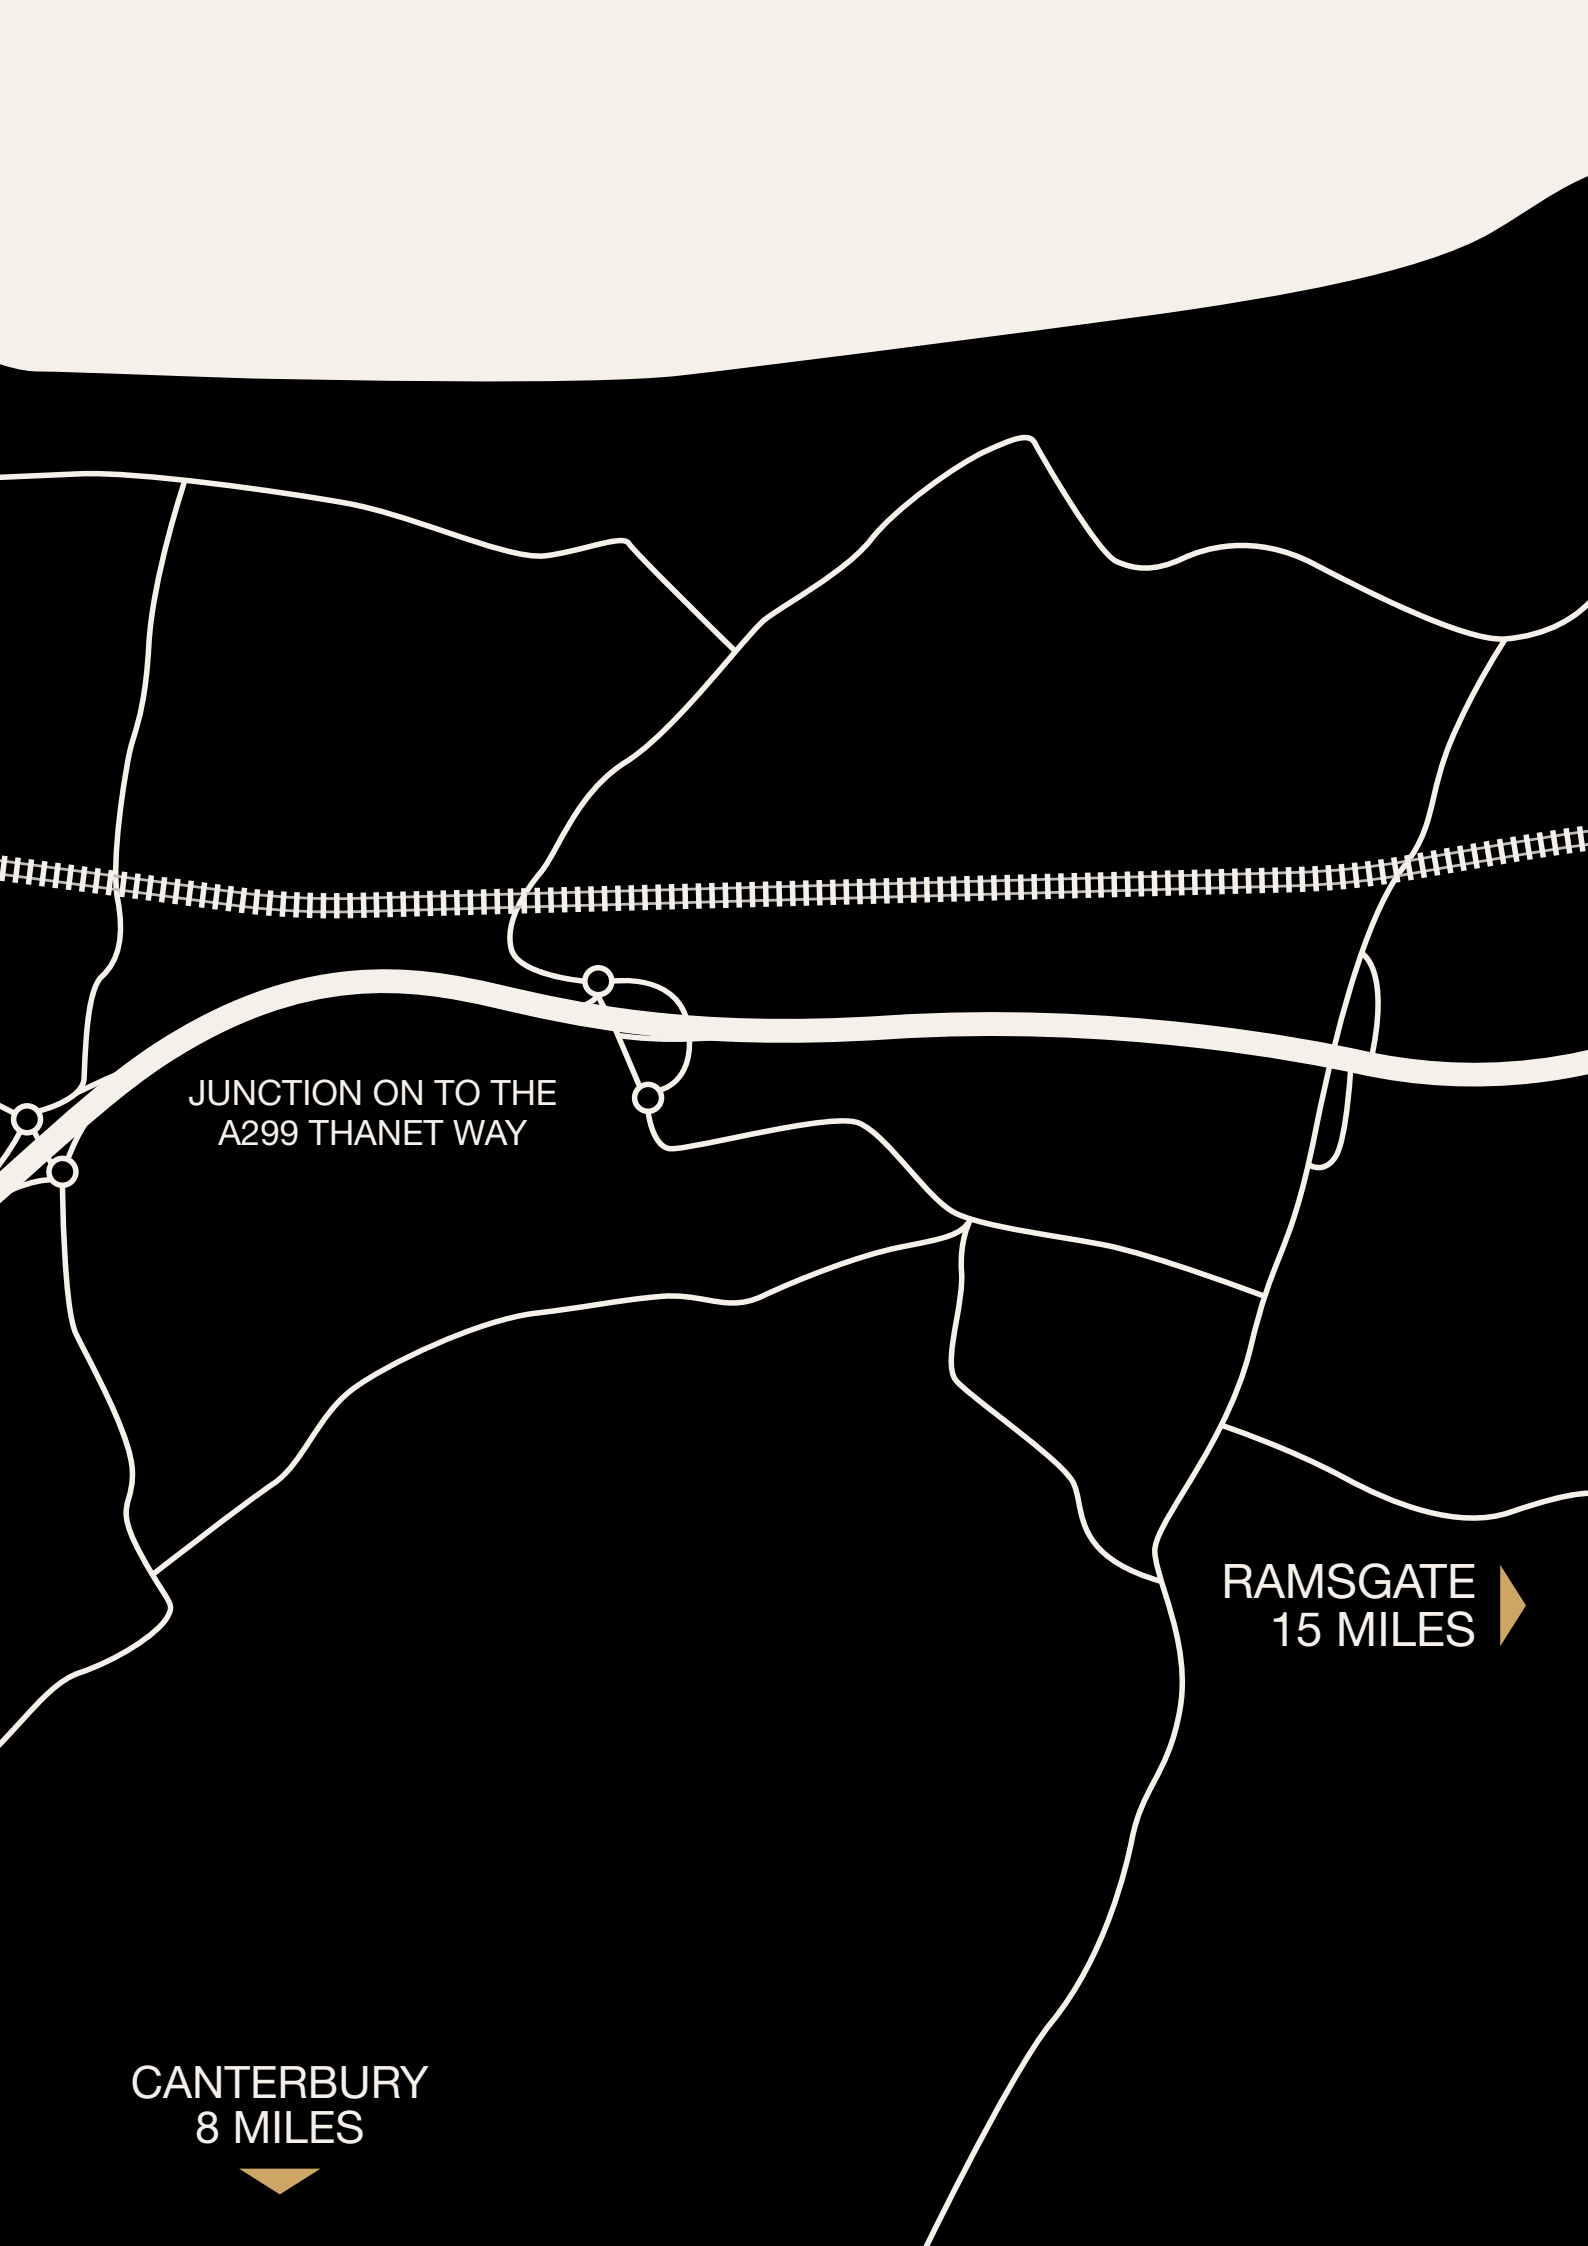 JUNCTION ON TO THE
A299 THANET WAY
RAMSGATE
15 MILES
CANTERBURY
8 MILES